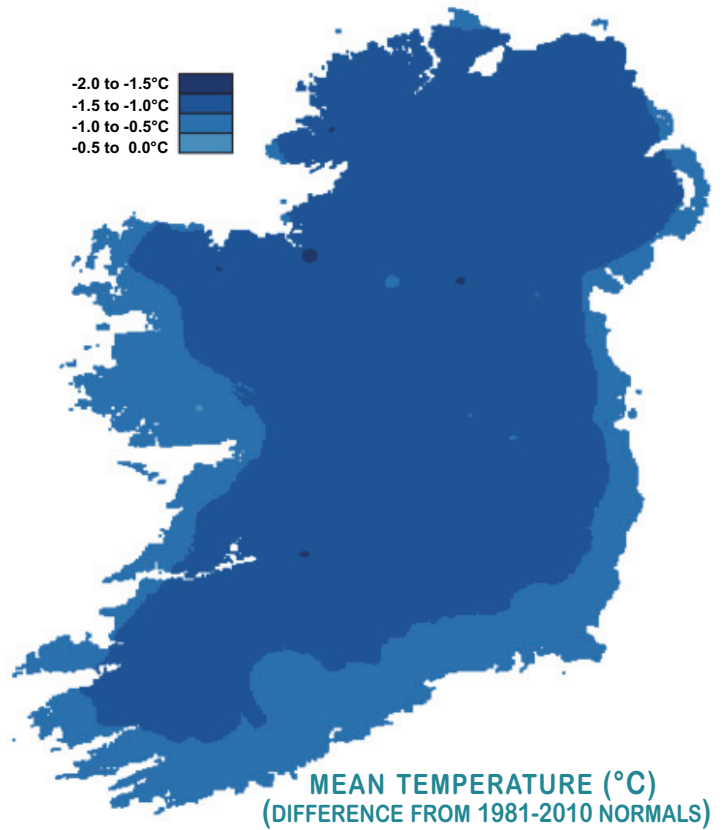 -2.0 to -1.5°C
-1.5 to -1.0°C
-1.0 to -0.5°C
-0.5 to 0.0°C
MEAN TEMPERATURE (°C)
(DIFFERENCE FROM 1981-2010 NORMALS)